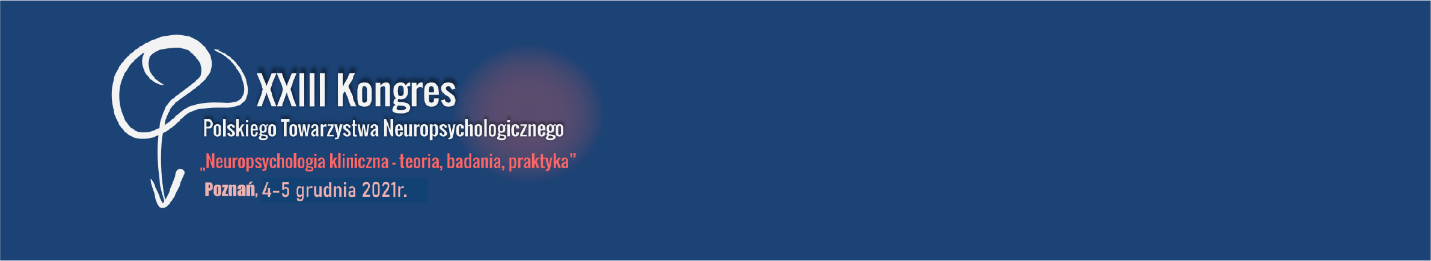 XXIII Kongres
Polskiego Towarzystwa Neuropsychologicznego
„Neuropsychologia kliniczna - teoria, badania, praktyka”
Poznań, 4-5 grudnia 2021r.